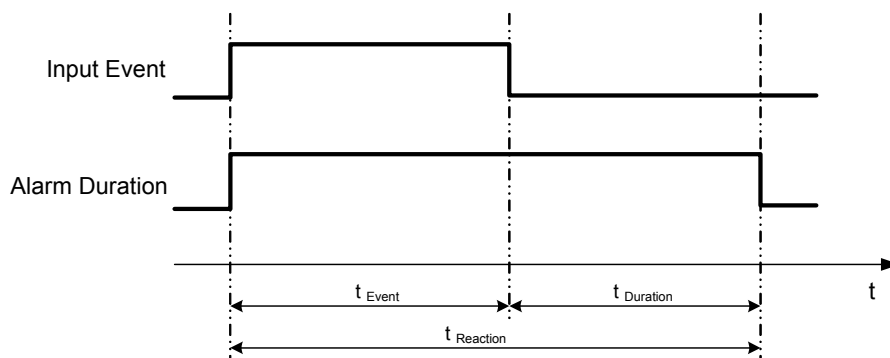 Input Event
Alarm Duration
t
t Event
t Duration
t Reaction